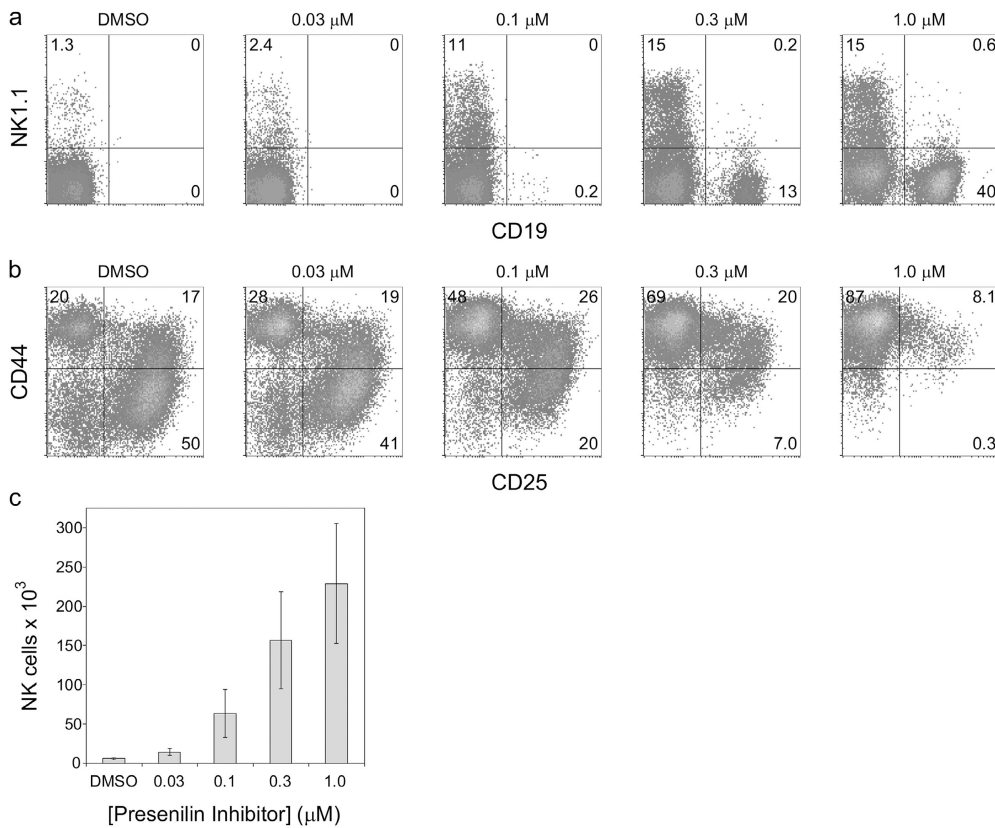 a
DMSO 0.03 μM 0.1 μM 0.3 μM 1.0 μM
1.3 0 2.4 0 11 0 15 0.2 15 0.6
NK1.1
0 0 0.2 13 40
CD19
b
DMSO 0.03 μM 0.1 μM 0.3 μM 1.0 μM
20 17 28 19 48 26 69 20 87 8.1
CD44
50 41 20 7.0 0.3
CD25
c
NK cells x 10³
300
250
200
150
100
50
0
DMSO 0.03 0.1 0.3 1.0
[Presenilin Inhibitor] (μM)